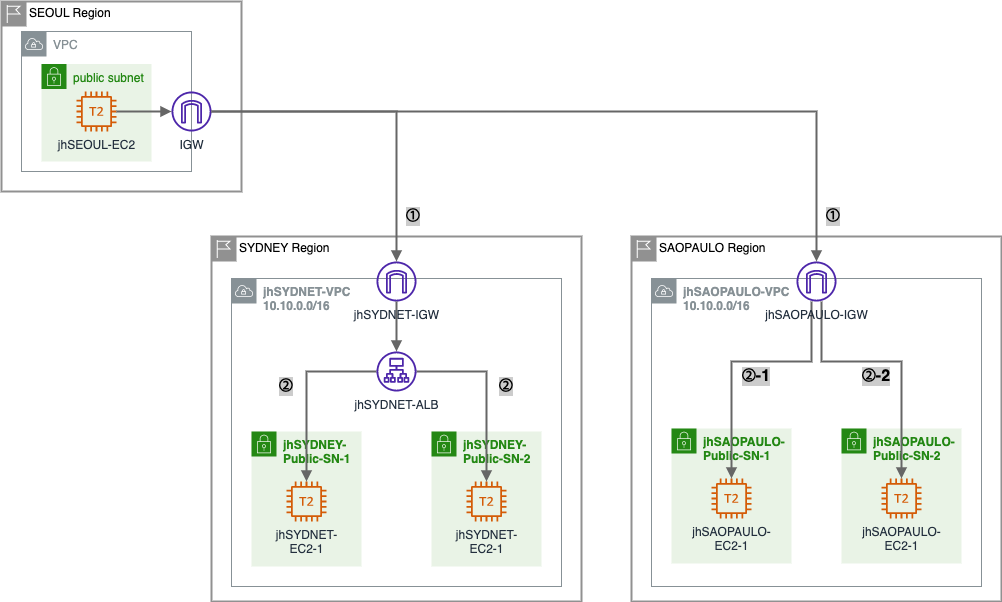 SEOUL Region
VPC
public subnet
T2
jhSEOUL-EC2
IGW
①
①
SYDNEY Region
jhSYDNET-VPC
10.10.0.0/16
jhSYDNET-IGW
jhSYDNET-ALB
②
②
jhSYDNEY-
Public-SN-1
T2
jhSYDNET-
EC2-1
jhSYDNEY-
Public-SN-2
T2
jhSYDNET-
EC2-1
SAOPAULO Region
jhSAOPAULO-VPC
10.10.0.0/16
jhSAOPAULO-IGW
②-1
②-2
jhSAOPAULO-
Public-SN-1
T2
jhSAOPAULO-
EC2-1
jhSAOPAULO-
Public-SN-2
T2
jhSAOPAULO-
EC2-1